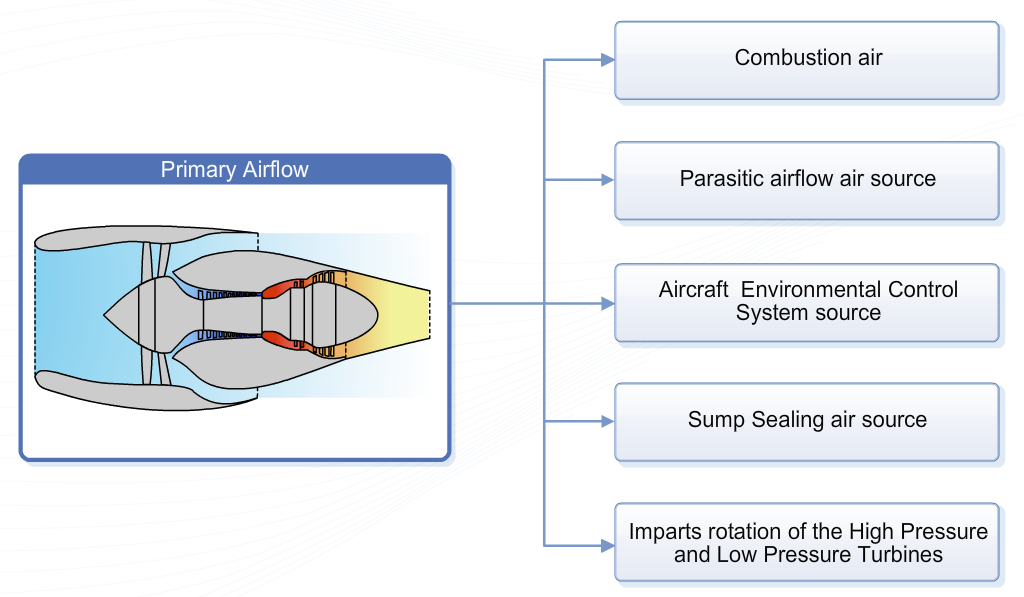 Primary Airflow
Combustion air
Parasitic airflow air source
Aircraft  Environmental Control
System source
Sump Sealing air source
Imparts rotation of the High Pressure
and Low Pressure Turbines